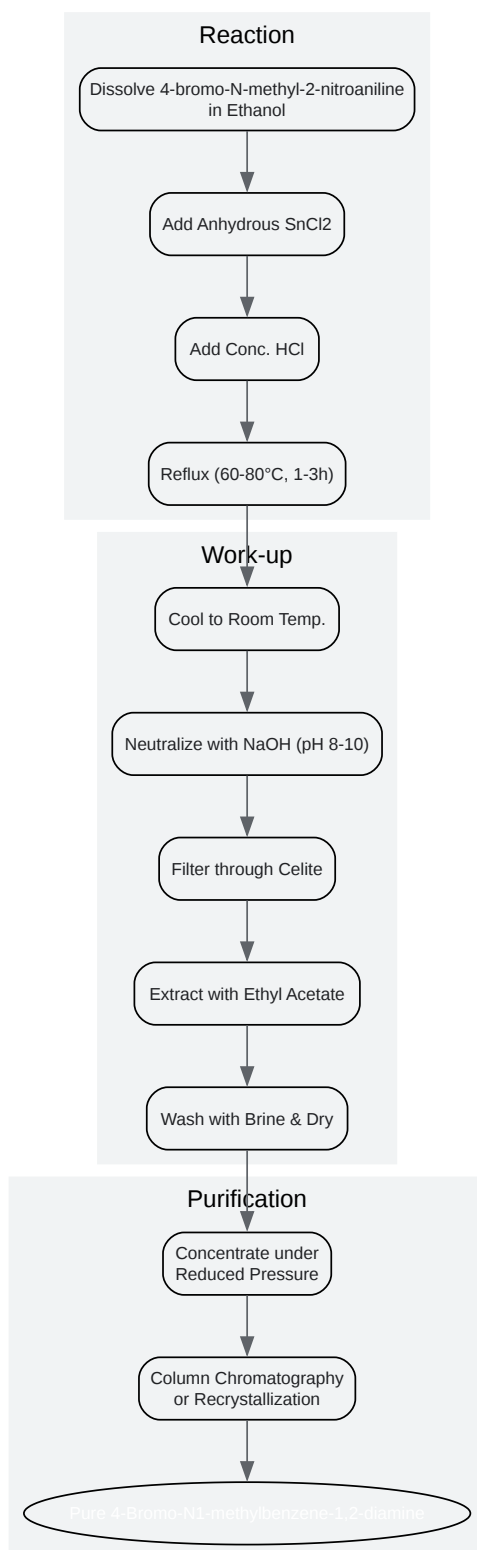 Reaction
Dissolve 4-bromo-N-methyl-2-nitroaniline
in Ethanol
Add Anhydrous SnCl2
Add Conc. HCl
Reflux (60-80°C, 1-3h)
Work-up
Cool to Room Temp.
Neutralize with NaOH (pH 8-10)
Filter through Celite
Extract with Ethyl Acetate
Wash with Brine & Dry
Purification
Concentrate under
Reduced Pressure
Column Chromatography
or Recrystallization
Pure 4-Bromo-N1-methylbenzene-1,2-diamine